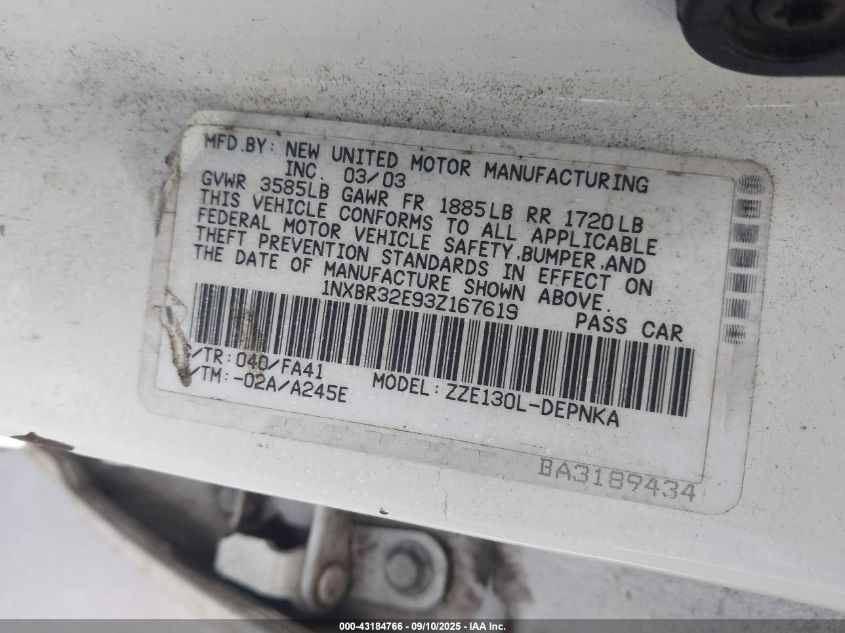 MFD.BY: NEW UNITED MOTOR MANUFACTURING
INC. 03/03
GVWR 3585LB GAWR FR 1885LB RR 1720LB
THIS VEHICLE CONFORMS TO ALL APPLICABLE
FEDERAL MOTOR VEHICLE SAFETY,BUMPER,AND
THEFT PREVENTION STANDARDS IN EFFECT ON
THE DATE OF MANUFACTURE SHOWN ABOVE.
1NXBR32E93Z167619 PASS CAR
/TR: 040/FA41 MODEL: ZZE130L-DEPNKA
/TM: -02A/A245E
BA3189434
000-43184766 - 09/10/2025 - IAA Inc.